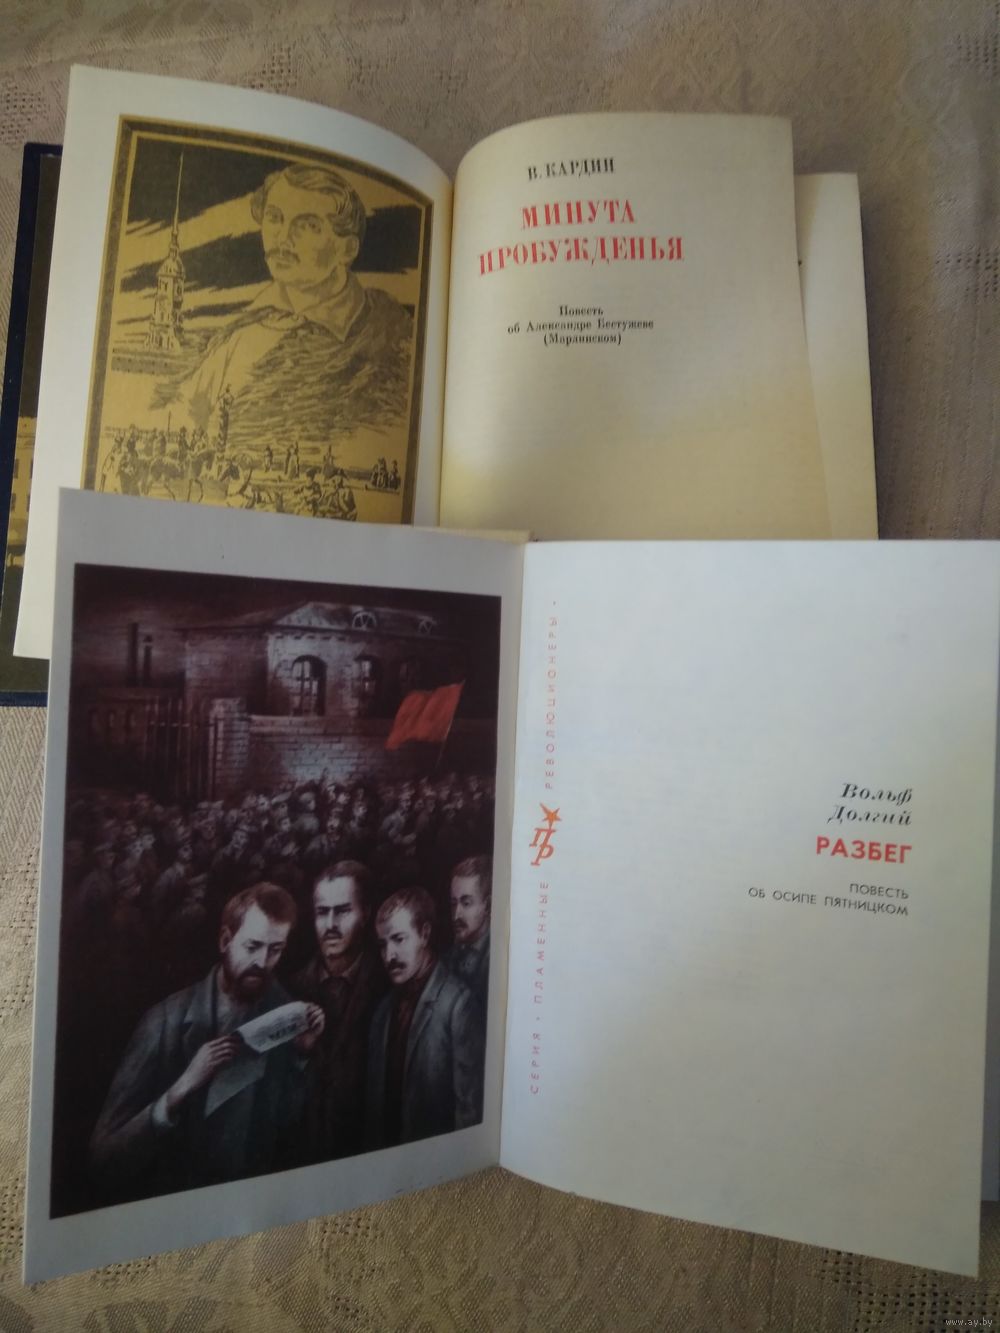 В. КАРДИН
МИНУТА
ПРОБУЖДЕНЬЯ
Повесть
об Александре Бестужеве
(Марлинском)
СЕРИЯ • ПЛАМЕННЫЕ ПР РЕВОЛЮЦИОНЕРЫ •
Вольф
Долгий
РАЗБЕГ
ПОВЕСТЬ
ОБ ОСИПЕ ПЯТНИЦКОМ
www.ay.by